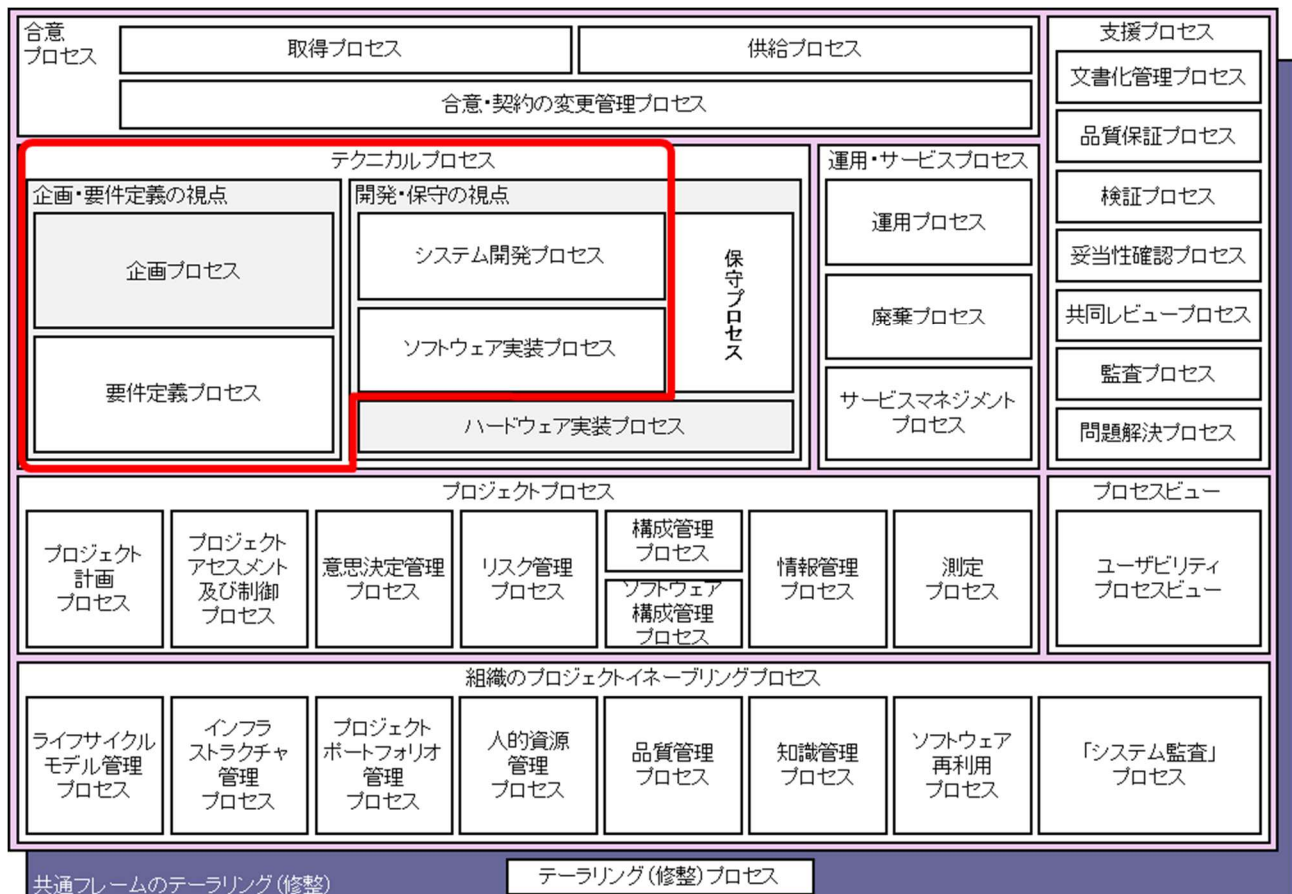 合意
プロセス
取得プロセス
供給プロセス
合意・契約の変更管理プロセス
支援プロセス
文書化管理プロセス
品質保証プロセス
検証プロセス
妥当性確認プロセス
共同レビュープロセス
監査プロセス
問題解決プロセス
テクニカルプロセス
企画・要件定義の視点
企画プロセス
要件定義プロセス
開発・保守の視点
システム開発プロセス
ソフトウェア実装プロセス
保守プロセス
ハードウェア実装プロセス
運用・サービスプロセス
運用プロセス
廃棄プロセス
サービスマネジメント
プロセス
プロジェクトプロセス
プロジェクト
計画
プロセス
プロジェクト
アセスメント
及び制御
プロセス
意思決定管理
プロセス
リスク管理
プロセス
構成管理
プロセス
ソフトウェア
構成管理
プロセス
情報管理
プロセス
測定
プロセス
プロセスビュー
ユーザビリティ
プロセスビュー
組織のプロジェクトイネーブリングプロセス
ライフサイクル
モデル管理
プロセス
インフラ
ストラクチャ
管理
プロセス
プロジェクト
ポートフォリオ
管理
プロセス
人的資源
管理
プロセス
品質管理
プロセス
知識管理
プロセス
ソフトウェア
再利用
プロセス
「システム監査」
プロセス
共通フレームのテーラリング(修整)
テーラリング(修整)プロセス